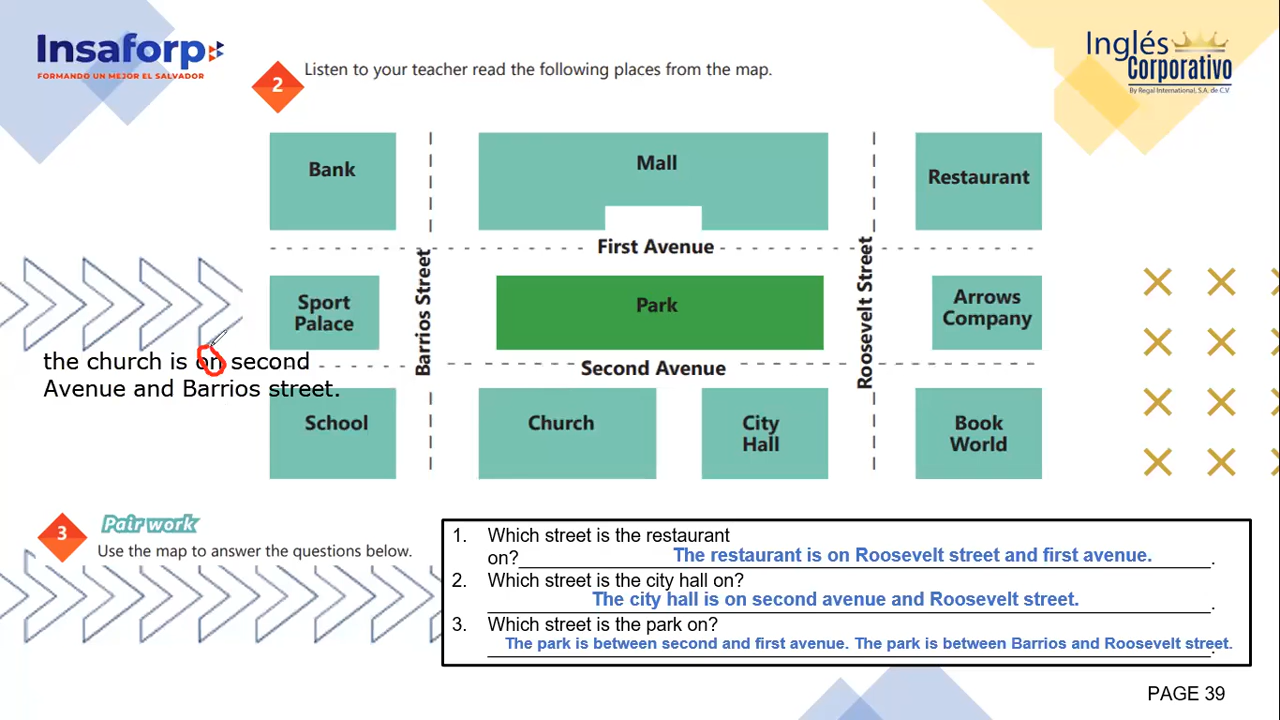 Insaforp
FORMANDO UN MEJOR EL SALVADOR
Inglés
Corporativo
By Regal International, S.A. de C.V
2
Listen to your teacher read the following places from the map.
Bank
Mall
Restaurant
First Avenue
Barrios Street
Roosevelt Street
Sport
Palace
Park
Arrows
Company
the church is on second
Avenue and Barrios street.
Second Avenue
School
Church
City
Hall
Book
World
3
Pair work
Use the map to answer the questions below.
1. Which street is the restaurant
on? The restaurant is on Roosevelt street and first avenue. .
2. Which street is the city hall on?
The city hall is on second avenue and Roosevelt street. .
3. Which street is the park on?
The park is between second and first avenue. The park is between Barrios and Roosevelt street. .
PAGE 39